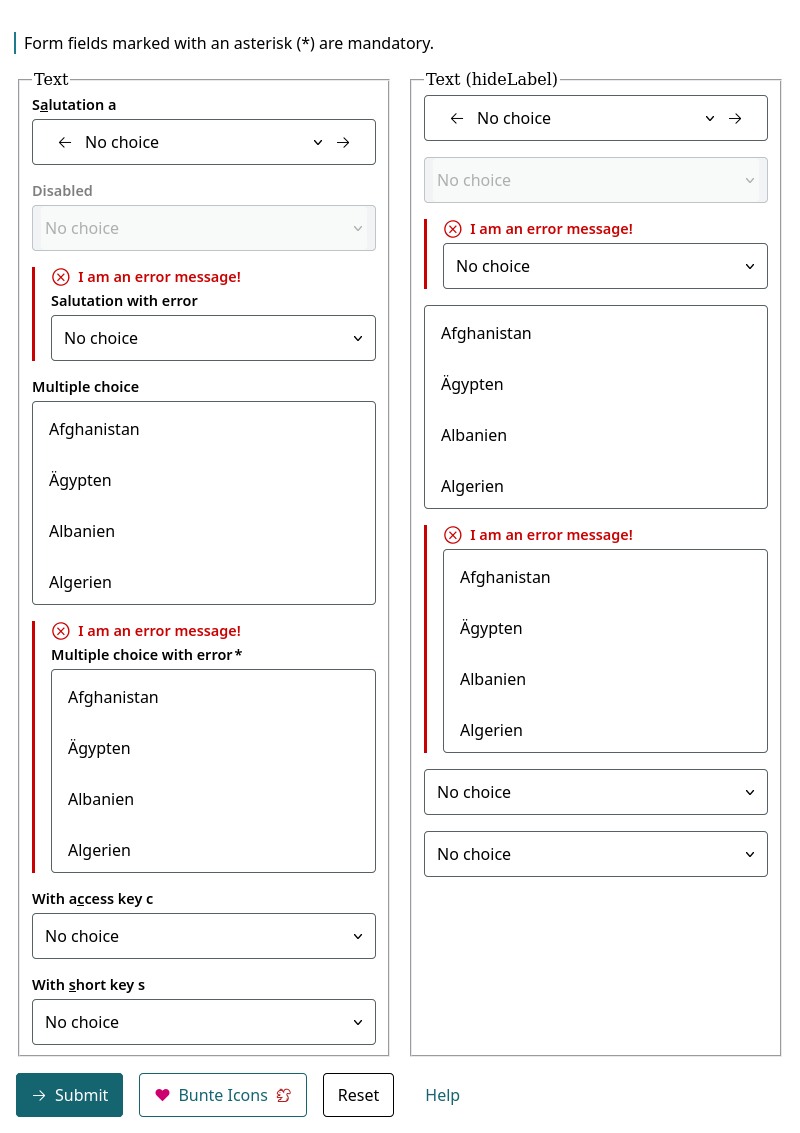 Form fields marked with an asterisk (*) are mandatory.
Text
Salutation a
No choice
Disabled
No choice
I am an error message!
Salutation with error
No choice
Multiple choice
Afghanistan
Ägypten
Albanien
Algerien
I am an error message!
Multiple choice with error*
Afghanistan
Ägypten
Albanien
Algerien
With access key c
No choice
With short key s
No choice
Text (hideLabel)
No choice
No choice
I am an error message!
No choice
Afghanistan
Ägypten
Albanien
Algerien
I am an error message!
Afghanistan
Ägypten
Albanien
Algerien
No choice
No choice
Submit
Bunte Icons
Reset
Help